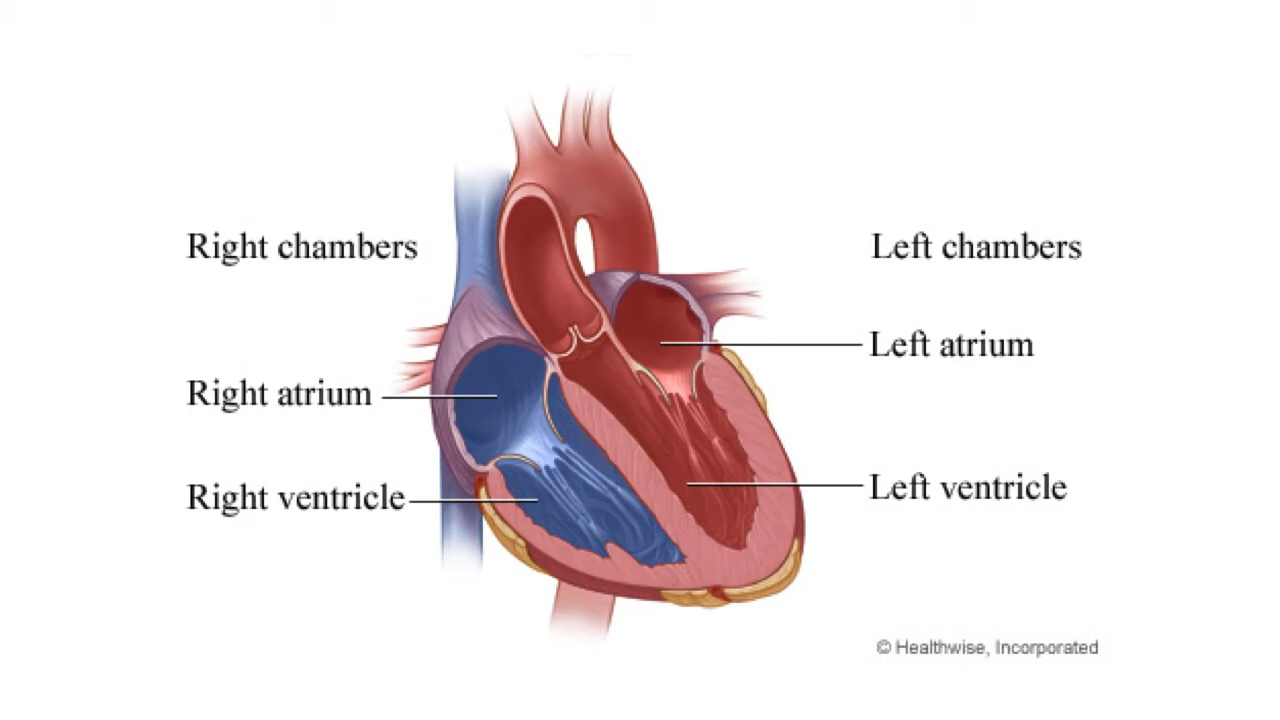 Right chambers
Left chambers
Left atrium
Right atrium
Left ventricle
Right ventricle
© Healthwise, Incorporated